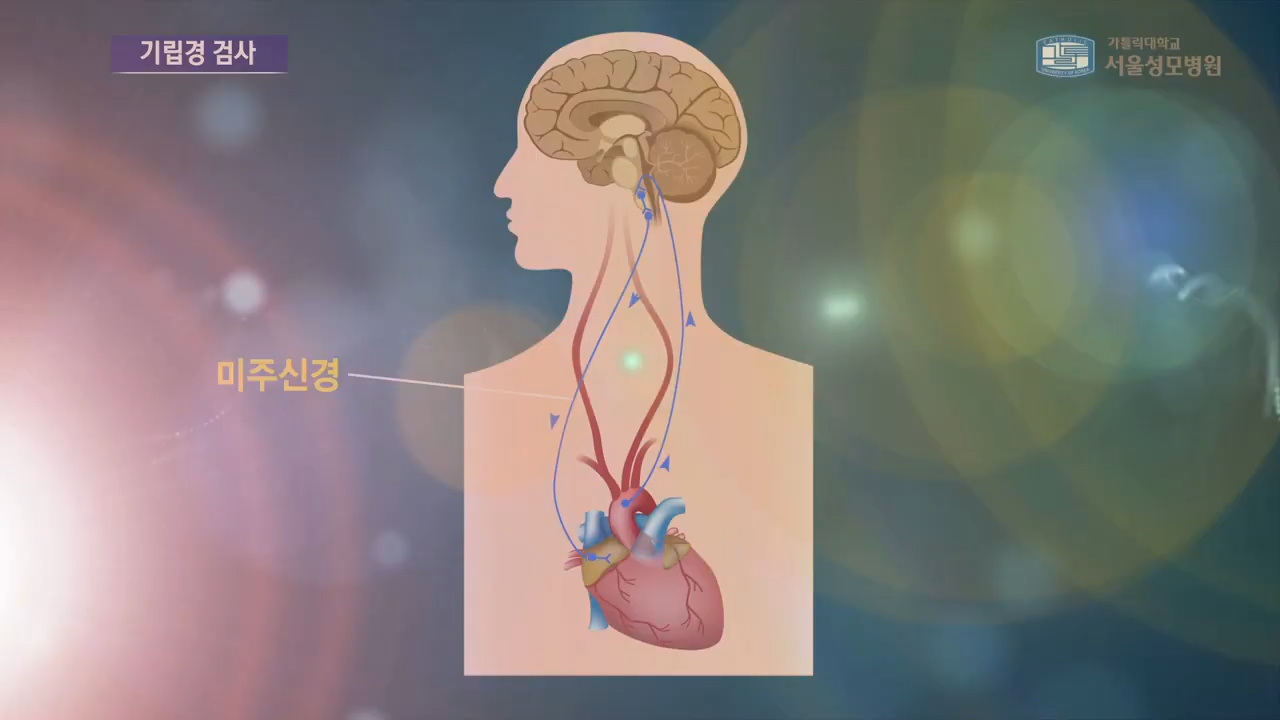 기립경 검사
가톨릭대학교
서울성모병원
미주신경